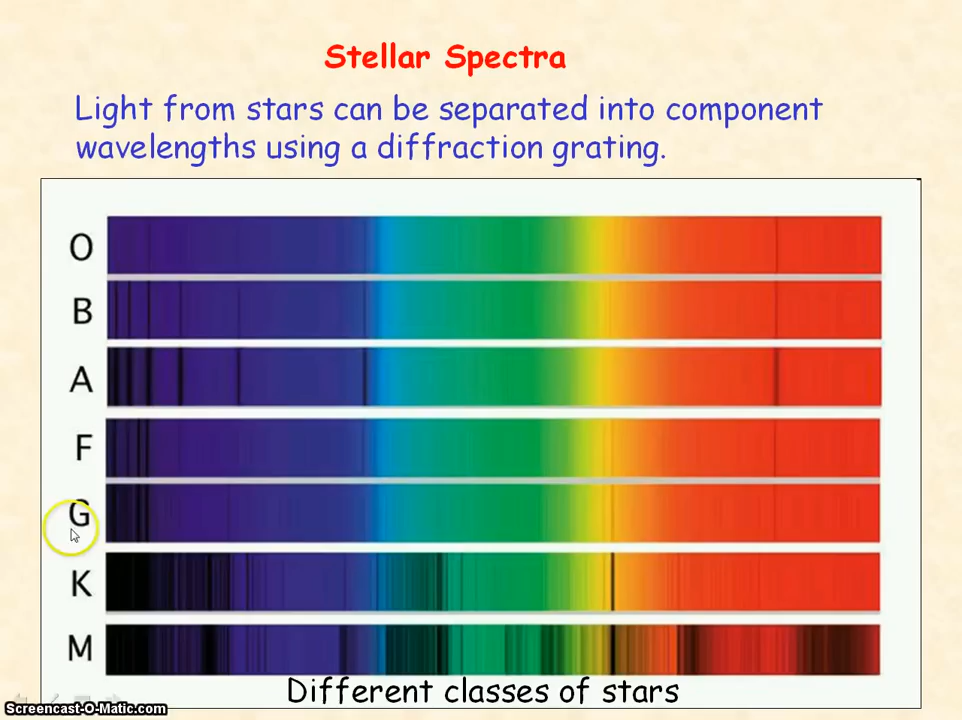 Stellar Spectra
Light from stars can be separated into component
wavelengths using a diffraction grating.
O
B
A
F
G
K
M
Different classes of stars
Screencast-O-Matic.com